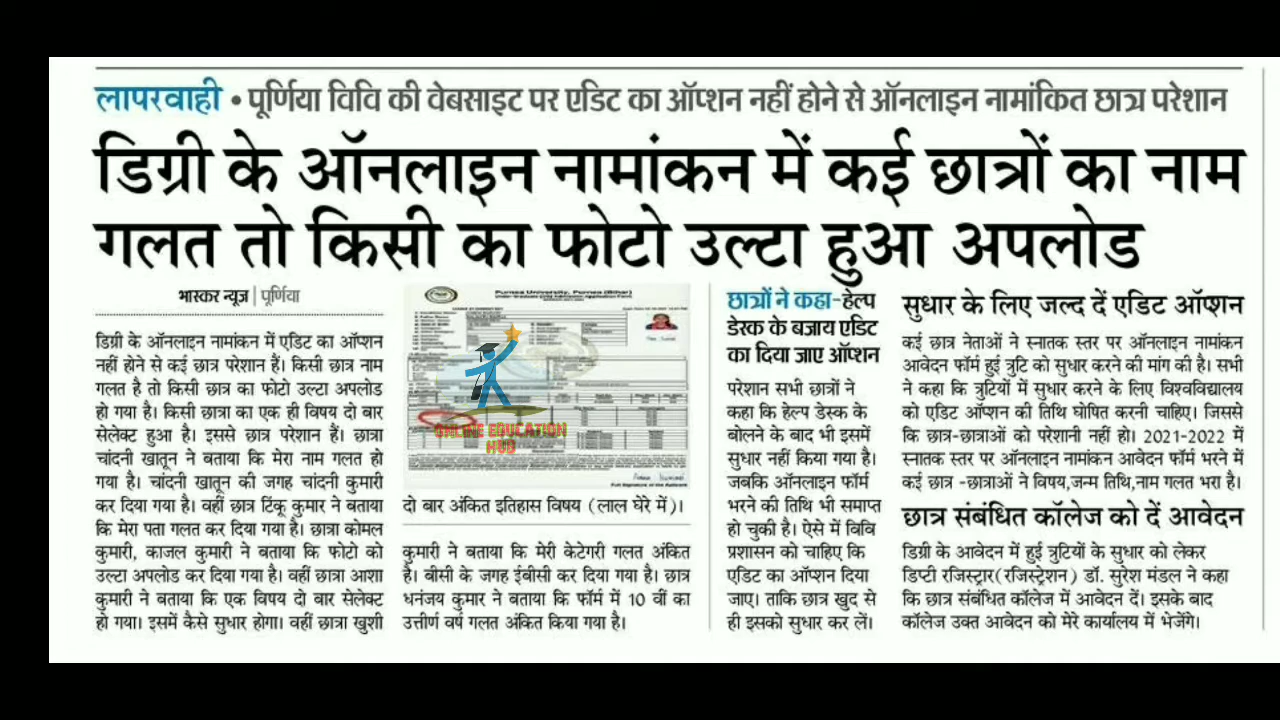 लापरवाही • पूर्णिया विवि की वेबसाइट पर एडिट का ऑप्शन नहीं होने से ऑनलाइन नामांकित छात्र परेशान
डिग्री के ऑनलाइन नामांकन में कई छात्रों का नाम
गलत तो किसी का फोटो उल्टा हुआ अपलोड
भास्कर न्यूज | पूर्णिया
डिग्री के ऑनलाइन नामांकन में एडिट का ऑप्शन
नहीं होने से कई छात्र परेशान हैं। किसी छात्र नाम
गलत है तो किसी छात्र का फोटो उल्टा अपलोड
हो गया है। किसी छात्रा का एक ही विषय दो बार
सेलेक्ट हुआ है। इससे छात्र परेशान हैं। छात्रा
चांदनी खातून ने बताया कि मेरा नाम गलत हो
गया है। चांदनी खातून की जगह चांदनी कुमारी
कर दिया गया है। वहीं छात्र टिंकू कुमार ने बताया
कि मेरा पता गलत कर दिया गया है। छात्रा कोमल
कुमारी, काजल कुमारी ने बताया कि फोटो को
उल्टा अपलोड कर दिया गया है। वहीं छात्रा आशा
कुमारी ने बताया कि एक विषय दो बार सेलेक्ट
हो गया। इसमें कैसे सुधार होगा। वहीं छात्रा खुशी
Purnea University, Purnea (Bihar)
ONLINE EDUCATION
HUB
दो बार अंकित इतिहास विषय (लाल घेरे में)।
कुमारी ने बताया कि मेरी केटेगरी गलत अंकित
है। बीसी के जगह ईबीसी कर दिया गया है। छात्र
धनंजय कुमार ने बताया कि फॉर्म में 10 वीं का
उत्तीर्ण वर्ष गलत अंकित किया गया है।
छात्रों ने कहा-हेल्प
डेस्क के बजाय एडिट
का दिया जाए ऑप्शन
परेशान सभी छात्रों ने
कहा कि हेल्प डेस्क के
बोलने के बाद भी इसमें
सुधार नहीं किया गया है।
जबकि ऑनलाइन फॉर्म
भरने की तिथि भी समाप्त
हो चुकी है। ऐसे में विवि
प्रशासन को चाहिए कि
एडिट का ऑप्शन दिया
जाए। ताकि छात्र खुद से
ही इसको सुधार कर लें।
सुधार के लिए जल्द दें एडिट ऑप्शन
कई छात्र नेताओं ने स्नातक स्तर पर ऑनलाइन नामांकन
आवेदन फॉर्म हुई त्रुटि को सुधार करने की मांग की है। सभी
ने कहा कि त्रुटियों में सुधार करने के लिए विश्वविद्यालय
को एडिट ऑप्शन की तिथि घोषित करनी चाहिए। जिससे
कि छात्र-छात्राओं को परेशानी नहीं हो। 2021-2022 में
स्नातक स्तर पर ऑनलाइन नामांकन आवेदन फॉर्म भरने में
कई छात्र -छात्राओं ने विषय,जन्म तिथि,नाम गलत भरा है।
छात्र संबंधित कॉलेज को दें आवेदन
डिग्री के आवेदन में हुई त्रुटियों के सुधार को लेकर
डिप्टी रजिस्ट्रार(रजिस्ट्रेशन) डॉ. सुरेश मंडल ने कहा
कि छात्र संबंधित कॉलेज में आवेदन दें। इसके बाद
कॉलेज उक्त आवेदन को मेरे कार्यालय में भेजेंगे।